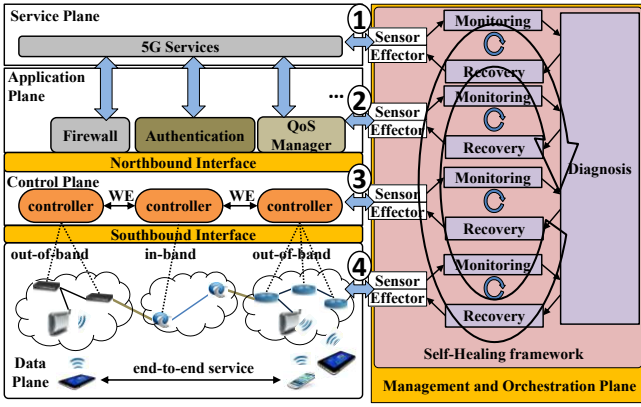 Service Plane
5G Services
Application
Plane
...
Firewall
Authentication
QoS
Manager
Northbound Interface
Control Plane
controller
WE
controller
WE
controller
Southbound Interface
out-of-band
in-band
out-of-band
Data
Plane
end-to-end service
1
Sensor
Effector
Monitoring
Recovery
2
Sensor
Effector
Monitoring
Recovery
3
Sensor
Effector
Monitoring
Recovery
4
Sensor
Effector
Monitoring
Recovery
Diagnosis
Self-Healing framework
Management and Orchestration Plane